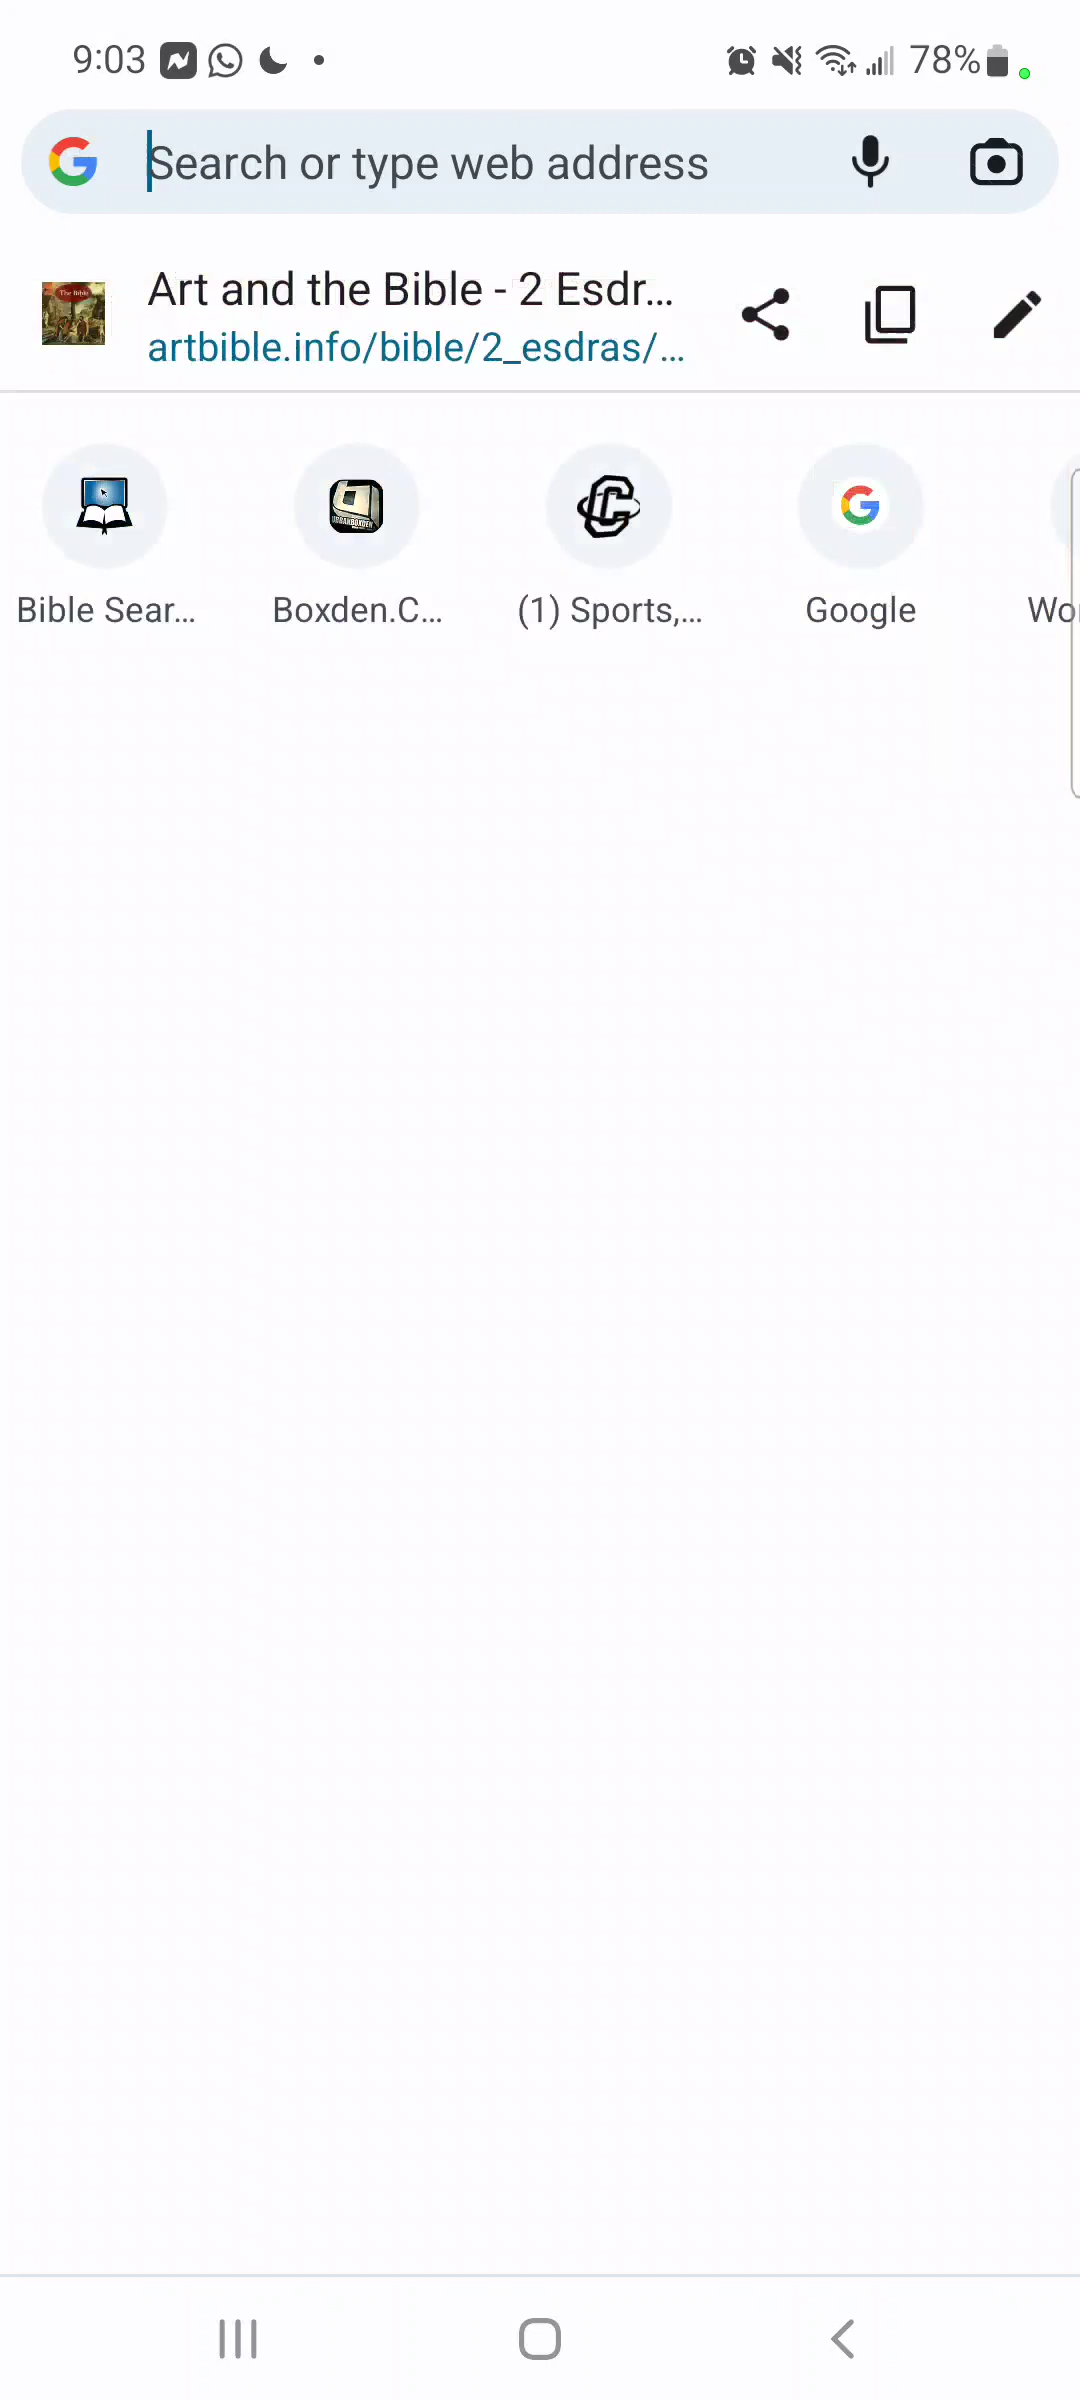 9:03
78%
Search or type web address
Art and the Bible - 2 Esdr...
artbible.info/bible/2_esdras/...
Bible Sear...
Boxden.C...
(1) Sports,...
Google